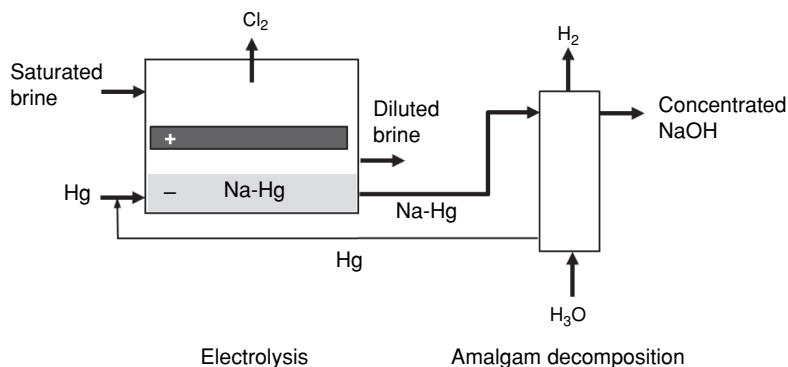 Cl₂
H₂
Saturated
brine
Diluted
brine
Concentrated
NaOH
+
Hg
– Na-Hg
Na-Hg
Hg
H₃O
Electrolysis
Amalgam decomposition